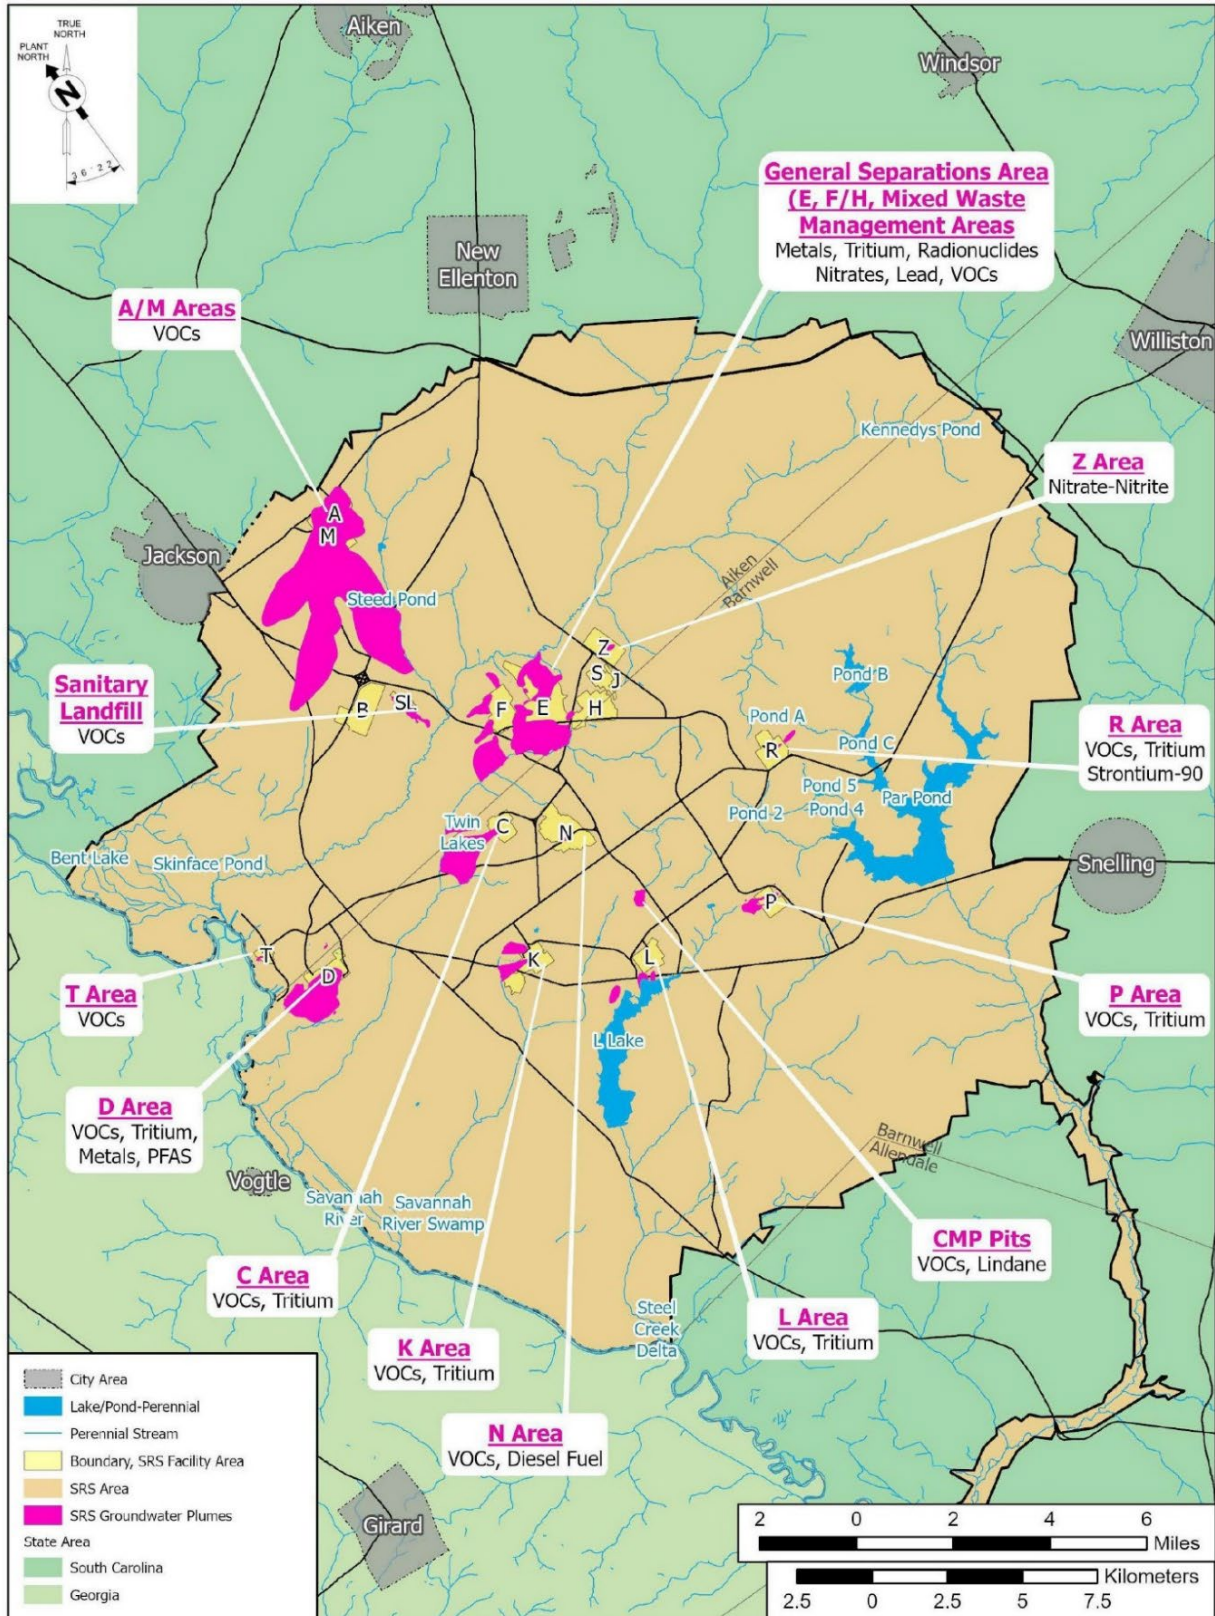 TRUE
NORTH
PLANT
NORTH
N
36°22'
Aiken
Windsor
General Separations Area
(E, F/H, Mixed Waste
Management Areas
Metals, Tritium, Radionuclides
Nitrates, Lead, VOCs
New
Ellenton
A/M Areas
VOCs
Williston
Kennedys Pond
Z Area
Nitrate-Nitrite
A
M
Jackson
Steed Pond
Aiken
Barnwell
Z
S
J
Pond B
Sanitary
Landfill
VOCs
B
SL
F
E
H
Pond A
R
Pond C
R Area
VOCs, Tritium
Strontium-90
Pond 5
Pond 4
Par Pond
Pond 2
Twin
Lakes
C
N
Bent Lake
Skinface Pond
Snelling
P
T
D
K
L
T Area
VOCs
P Area
VOCs, Tritium
L Lake
D Area
VOCs, Tritium,
Metals, PFAS
Vogtle
Savannah
River
Savannah
River Swamp
Barnwell
Allendale
C Area
VOCs, Tritium
CMP Pits
VOCs, Lindane
K Area
VOCs, Tritium
Steel
Creek
Delta
L Area
VOCs, Tritium
N Area
VOCs, Diesel Fuel
Girard
City Area
Lake/Pond-Perennial
Perennial Stream
Boundary, SRS Facility Area
SRS Area
SRS Groundwater Plumes
State Area
South Carolina
Georgia
2 0 2 4 6
Miles
Kilometers
2.5 0 2.5 5 7.5